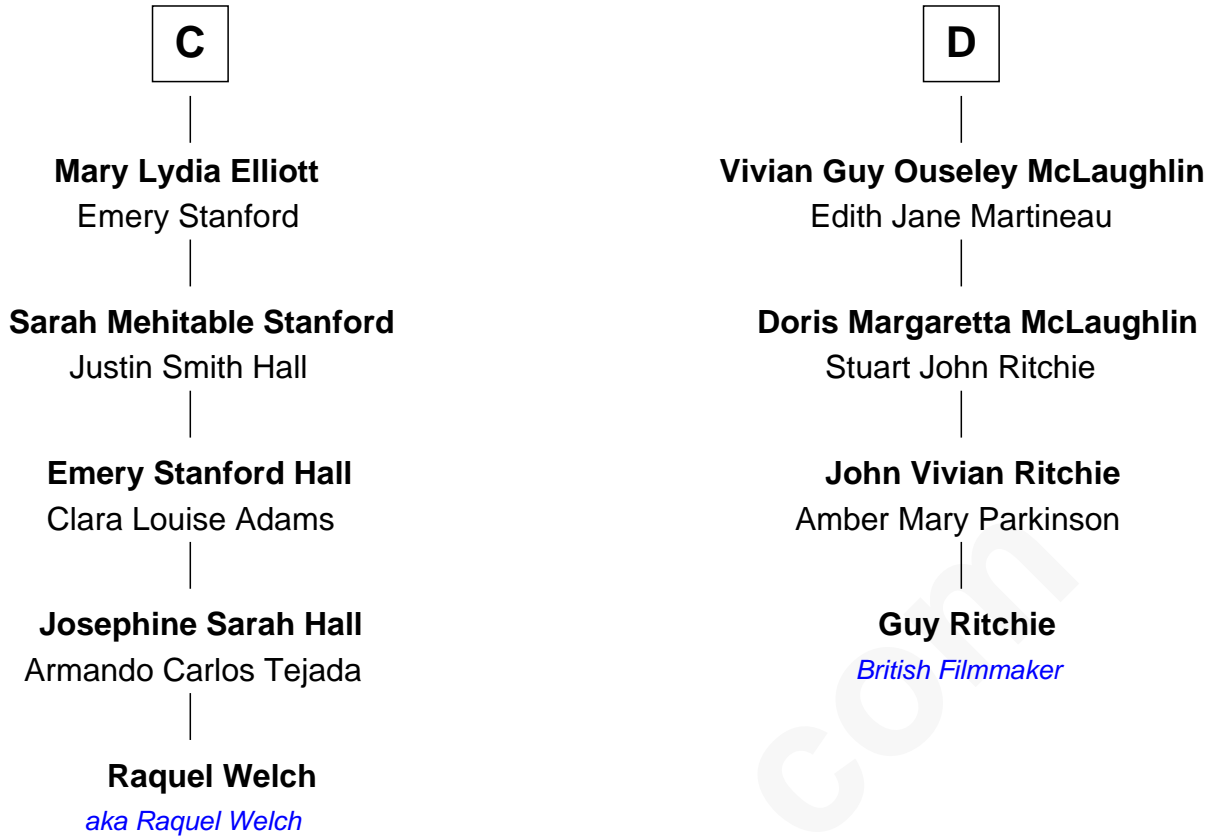 C
Mary Lydia Elliott
Emery Stanford
Sarah Mehitable Stanford
Justin Smith Hall
Emery Stanford Hall
Clara Louise Adams
Josephine Sarah Hall
Armando Carlos Tejada
Raquel Welch
aka Raquel Welch
D
Vivian Guy Ouseley McLaughlin
Edith Jane Martineau
Doris Margaretta McLaughlin
Stuart John Ritchie
John Vivian Ritchie
Amber Mary Parkinson
Guy Ritchie
British Filmmaker
com